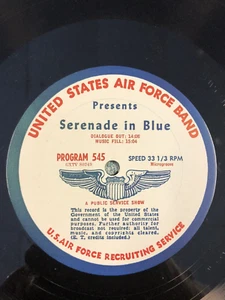 UNITED STATES AIR FORCE BAND
Presents
Serenade in Blue
DIALOGUE OUT: 14:00
MUSIC FILL: 15:04
PROGRAM 545
SPEED 33 1/3 RPM
Microgroove
A PUBLIC SERVICE SHOW
This record is the property of the
Government of the United States
and cannot be used for commercial
purposes. Further authority for
broadcast not required; all talent,
music, and copyrights cleared.
(E. T. credits included.)
U.S. AIR FORCE RECRUITING SERVICE